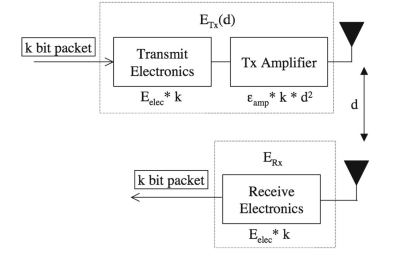 E_Tx(d)
k bit packet
Transmit
Electronics
Tx Amplifier
E_elec* k
ε_amp* k * d²
d
E_Rx
k bit packet
Receive
Electronics
E_elec* k